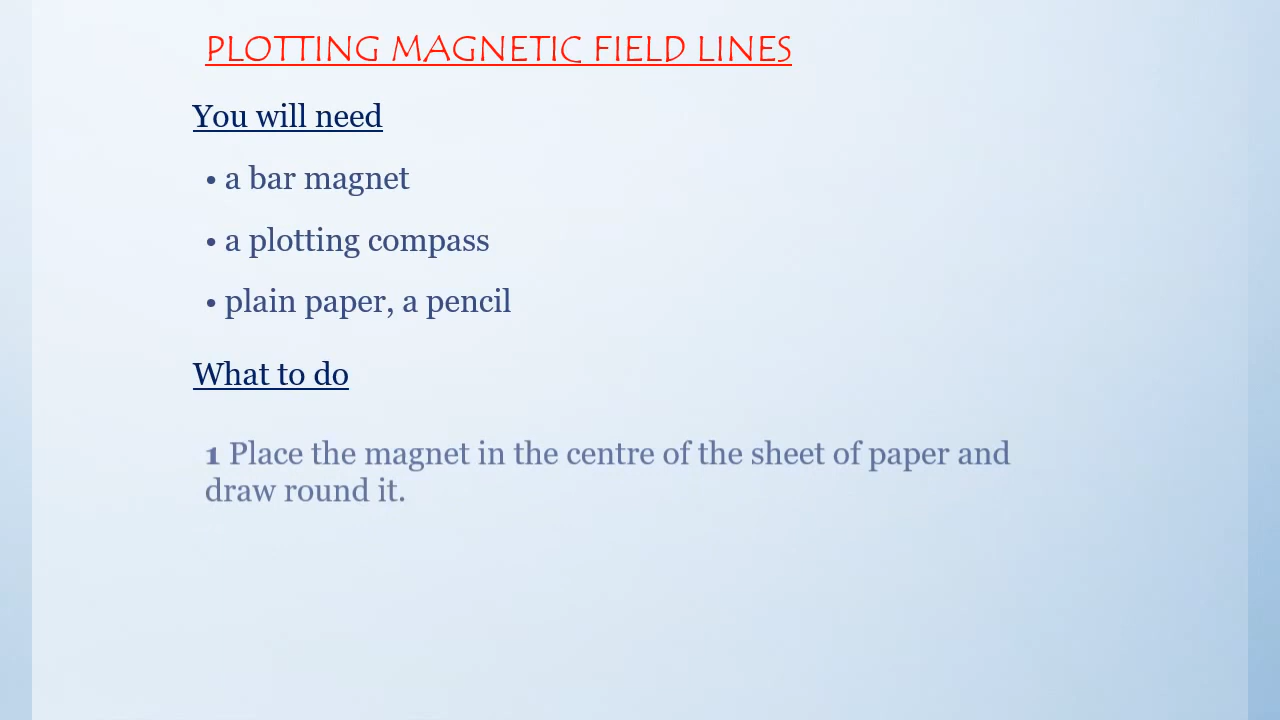 PLOTTING MAGNETIC FIELD LINES
You will need
• a bar magnet
• a plotting compass
• plain paper, a pencil
What to do
1 Place the magnet in the centre of the sheet of paper and
draw round it.